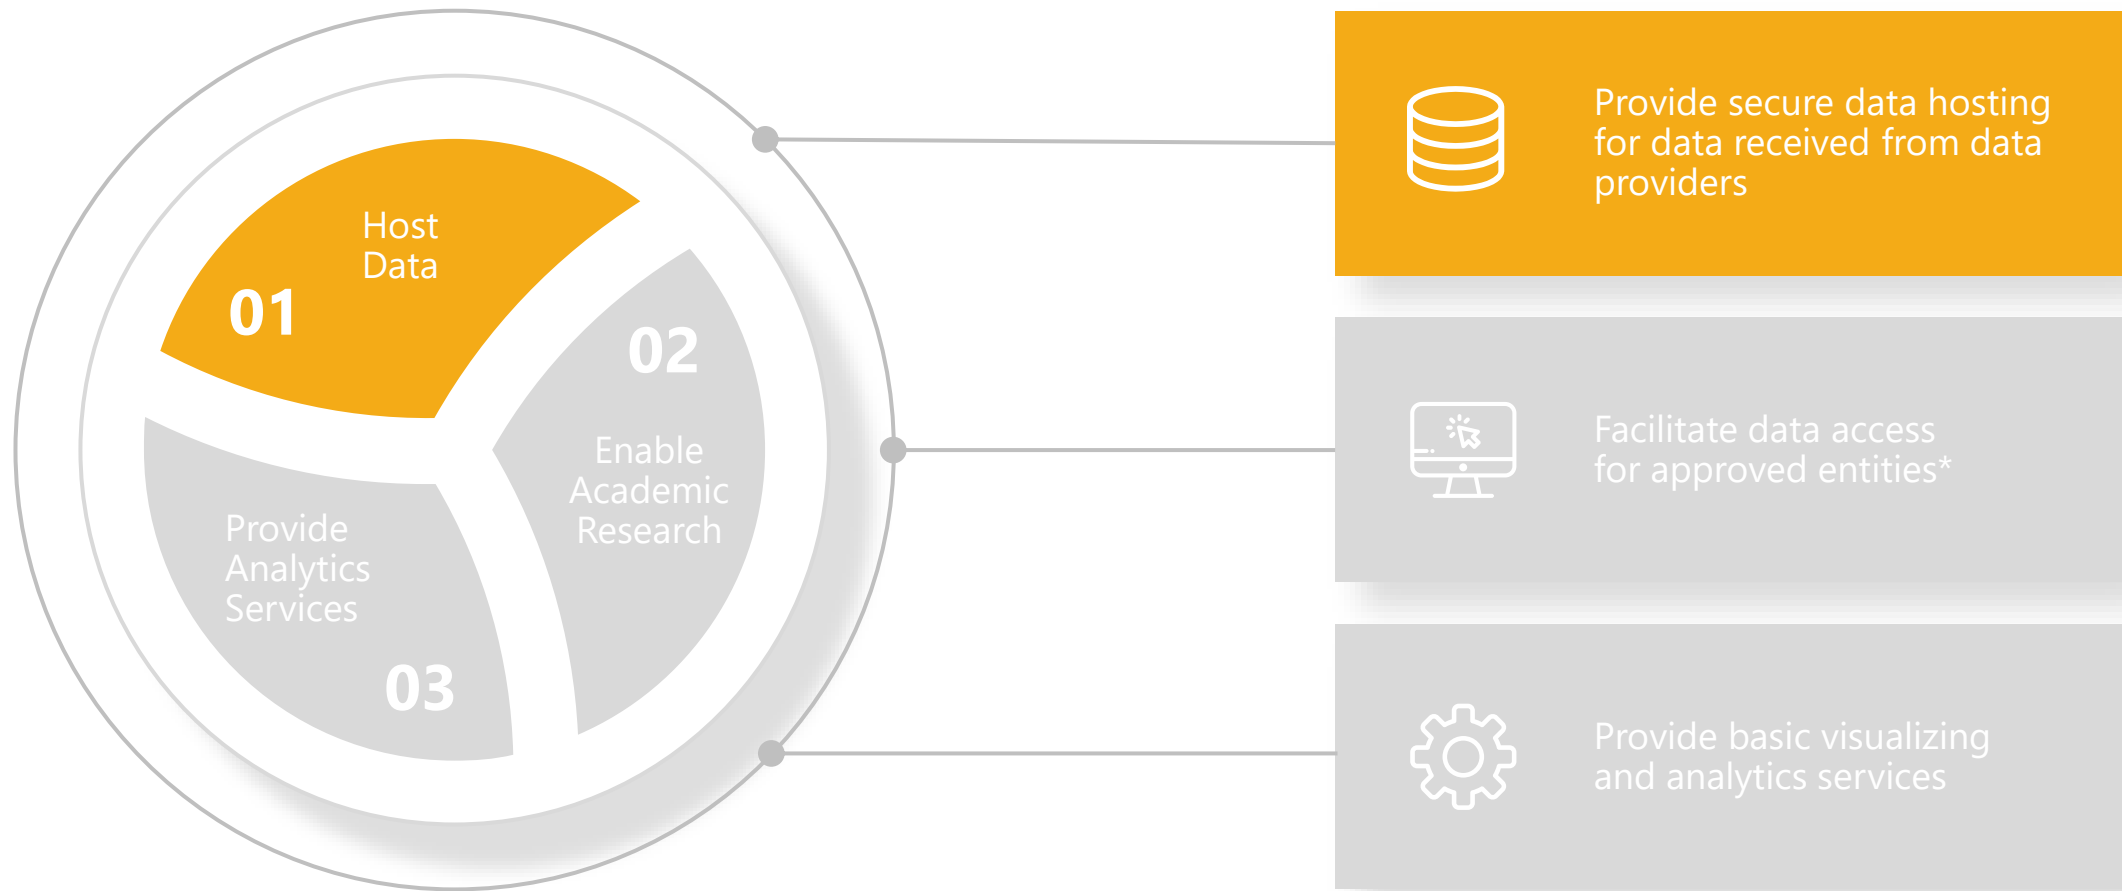 Host
Data
01
02
Enable
Academic
Research
Provide
Analytics
Services
03
Provide secure data hosting
for data received from data
providers
Facilitate data access
for approved entities*
Provide basic visualizing
and analytics services